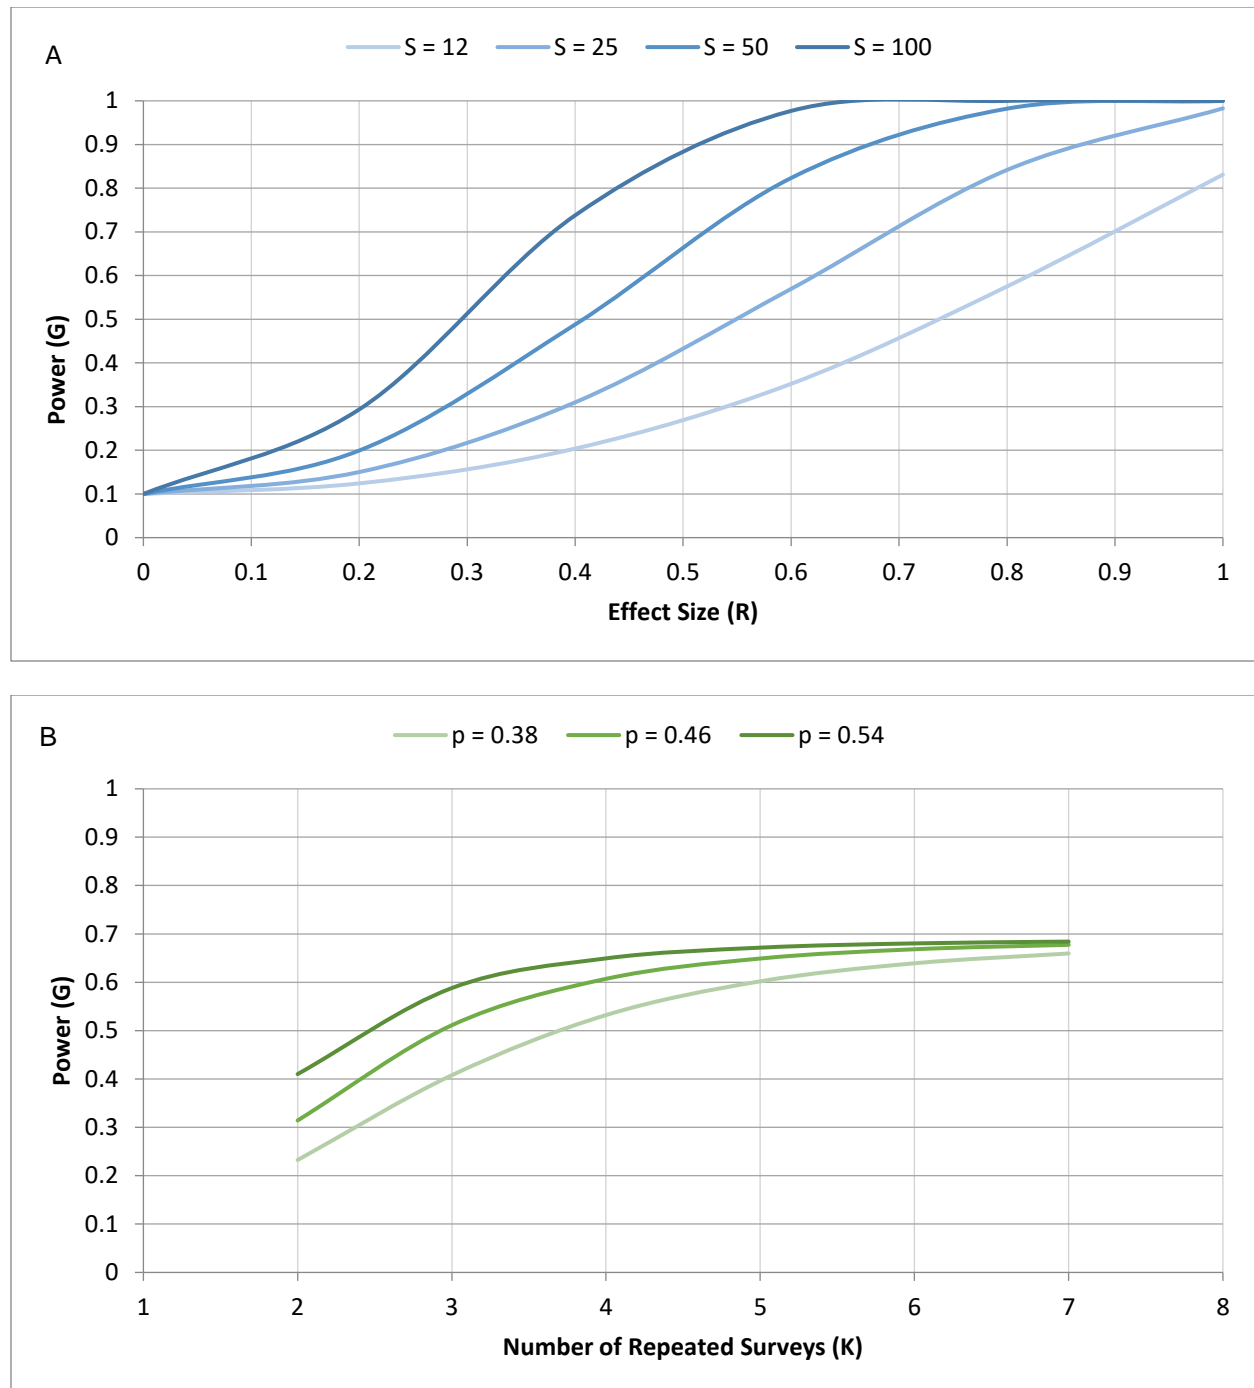 A
S = 12 S = 25 S = 50 S = 100
1
0.9
0.8
0.7
0.6
0.5
0.4
0.3
0.2
0.1
0
Power (G)
0 0.1 0.2 0.3 0.4 0.5 0.6 0.7 0.8 0.9 1
Effect Size (R)
B
p = 0.38 p = 0.46 p = 0.54
1
0.9
0.8
0.7
0.6
0.5
0.4
0.3
0.2
0.1
0
Power (G)
1 2 3 4 5 6 7 8
Number of Repeated Surveys (K)